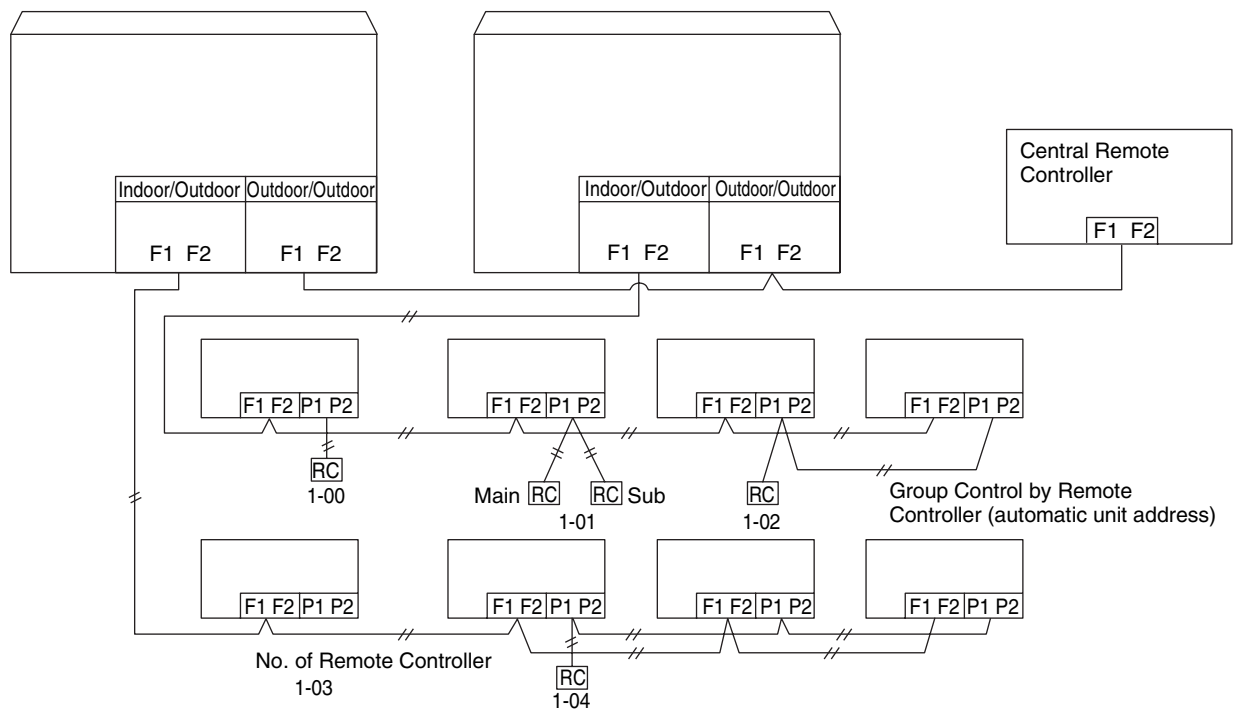 Indoor/Outdoor Outdoor/Outdoor
F1 F2 F1 F2
Indoor/Outdoor Outdoor/Outdoor
F1 F2 F1 F2
Central Remote
Controller
F1 F2
F1 F2 P1 P2
F1 F2 P1 P2
F1 F2 P1 P2
F1 F2 P1 P2
RC
1-00
Main RC RC Sub
1-01
RC
1-02
Group Control by Remote
Controller (automatic unit address)
F1 F2 P1 P2
F1 F2 P1 P2
F1 F2 P1 P2
F1 F2 P1 P2
No. of Remote Controller
1-03
RC
1-04